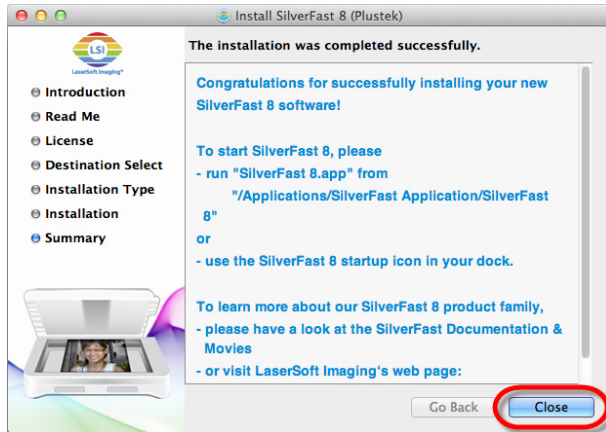 Install SilverFast 8 (Plustek)
LSI
LaserSoft Imaging®
Introduction
Read Me
License
Destination Select
Installation Type
Installation
Summary
The installation was completed successfully.
Congratulations for successfully installing your new
SilverFast 8 software!
To start SilverFast 8, please
- run "SilverFast 8.app" from
"/Applications/SilverFast Application/SilverFast
8"
or
- use the SilverFast 8 startup icon in your dock.
To learn more about our SilverFast 8 product family,
- please have a look at the SilverFast Documentation &
Movies
- or visit LaserSoft Imaging's web page:
Go Back
Close